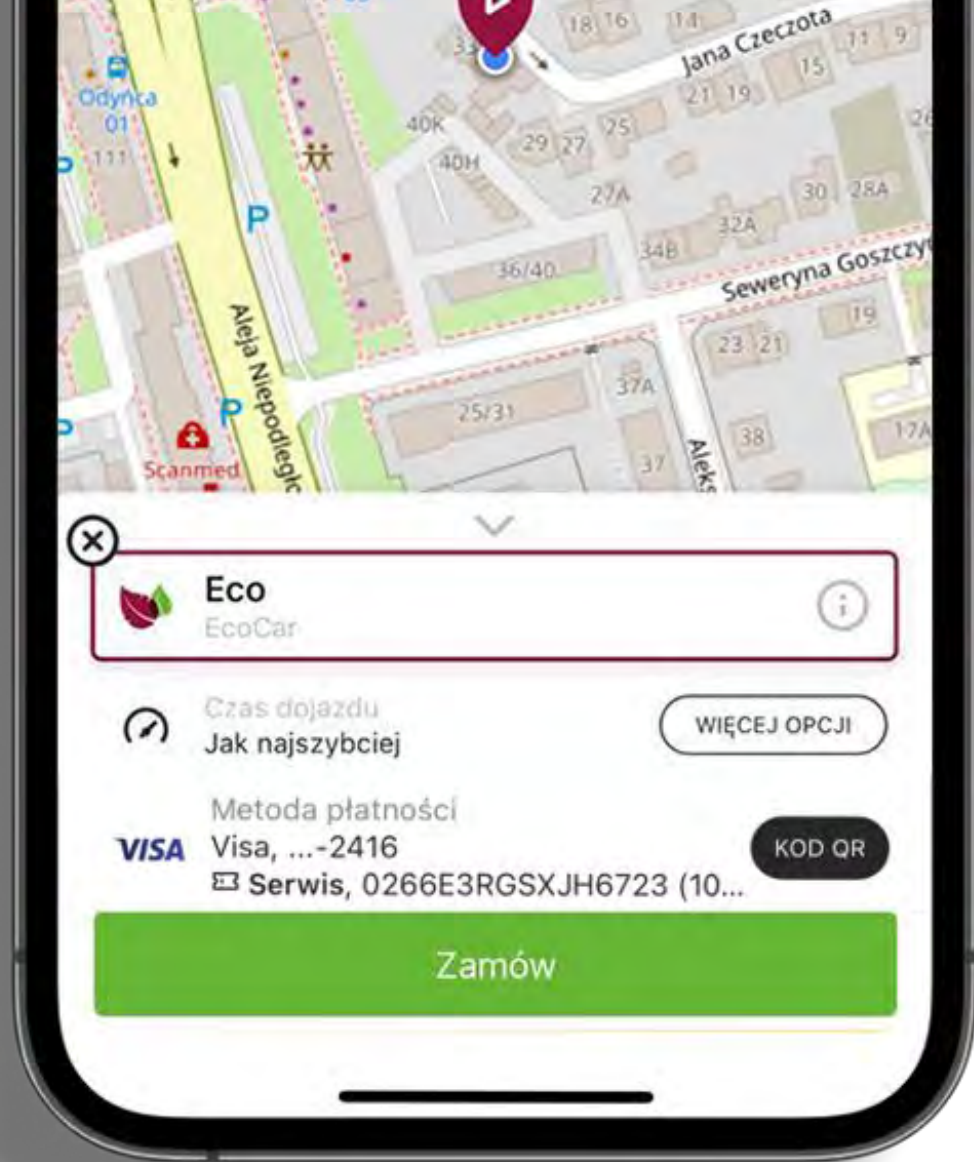 18
16
14
Jana Czeczota
11
9
33
15
Odyńca
01
21
19
40K
25
111
29
27
40H
P
27A
30
28A
P
32A
34B
36/40
Seweryna Goszczy
Aleja Niepodległo
19
23
21
37A
P
25/31
P
38
17A
Scanmed
37
Aleks
Eco
EcoCar
Czas dojazdu
Jak najszybciej
WIĘCEJ OPCJI
Metoda płatności
VISA
Visa, ...-2416
KOD QR
Serwis, 0266E3RGSXJH6723 (10...
Zamów